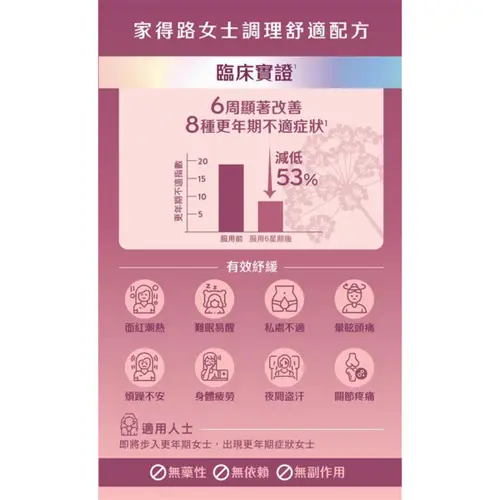 家得路女士調理舒適配方
臨床實證¹
6周顯著改善
8種更年期不適症狀¹
更年期不適指數
20
15
10
5
減低
53%
服用前 服用6星期後
有效紓緩
面紅潮熱 難眠易醒 私處不適 暈眩頭痛
煩躁不安 身體疲勞 夜間盗汗 關節疼痛
適用人士
即將步入更年期女士，出現更年期症狀女士
無藥性 無依賴 無副作用